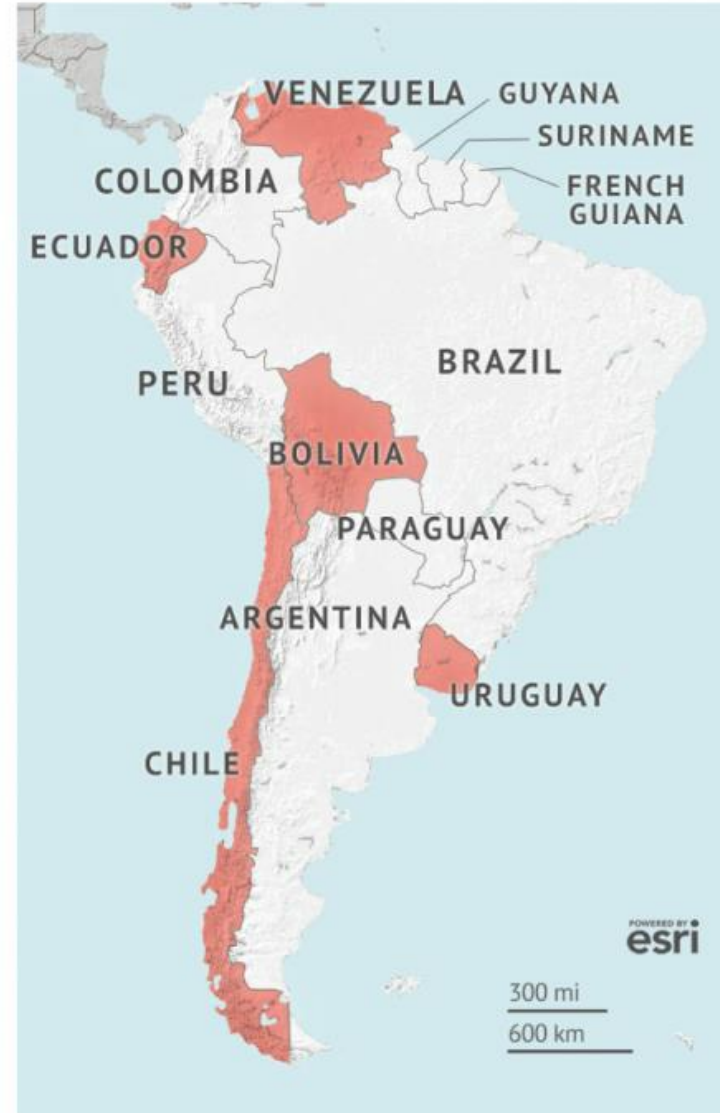 VENEZUELA
GUYANA
SURINAME
COLOMBIA
FRENCH
GUIANA
ECUADOR
BRAZIL
PERU
BOLIVIA
PARAGUAY
ARGENTINA
URUGUAY
CHILE
POWERED BY
esri
300 mi
600 km